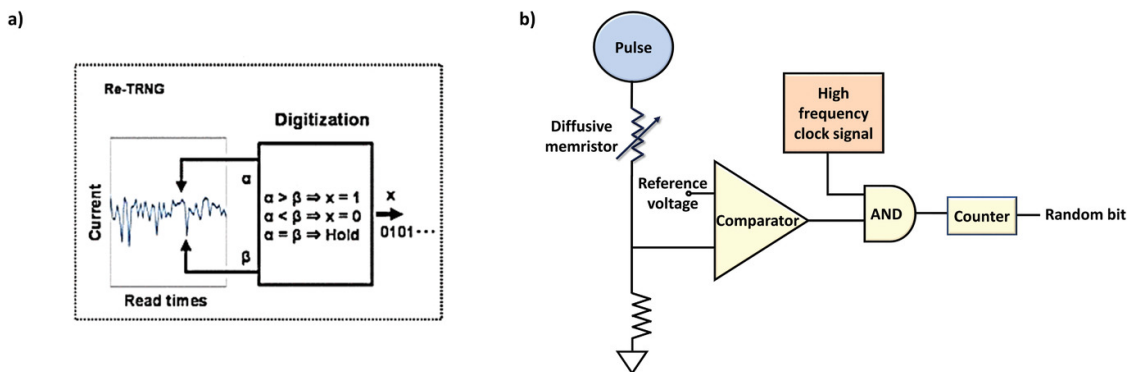 a)
Re-TRNG
Digitization
Current
Read times
α
β
α > β ⇒ x = 1
α < β ⇒ x = 0
α = β ⇒ Hold
x
0101···
b)
Pulse
Diffusive
memristor
High
frequency
clock signal
Reference
voltage
Comparator
AND
Counter
Random bit